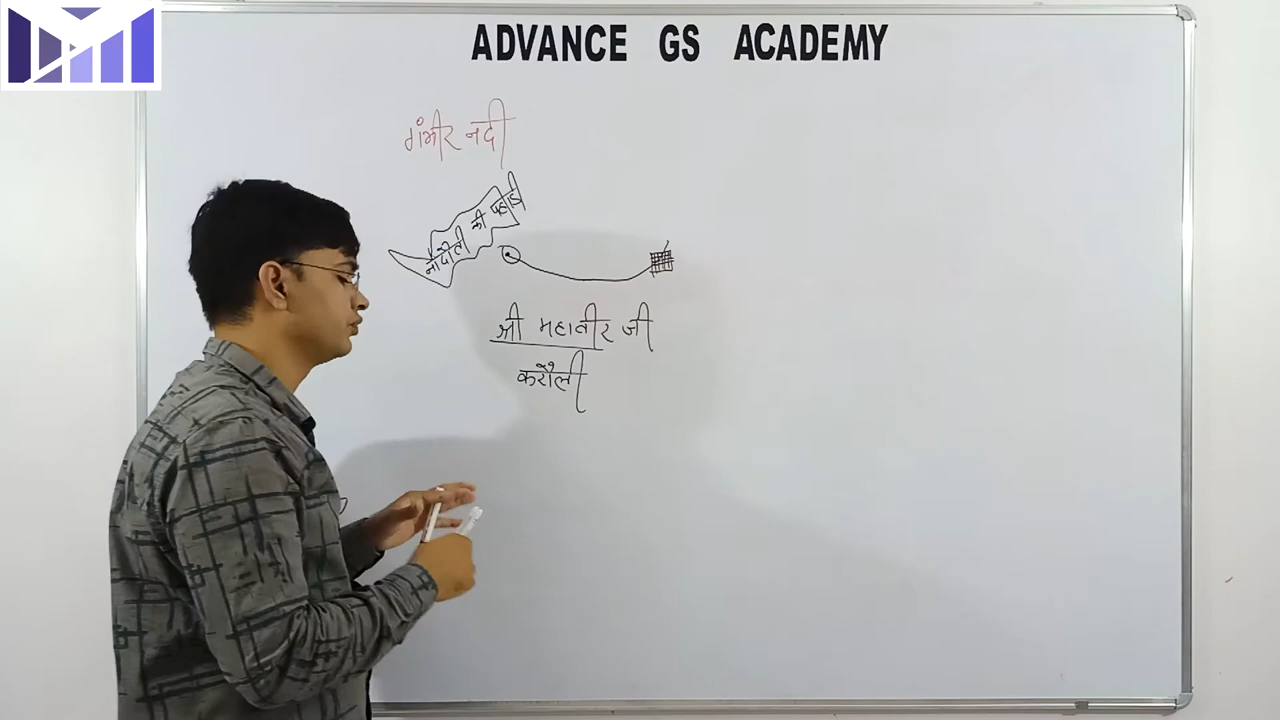 ADVANCE GS ACADEMY
गंभीर नदी
नादौती की पहाड़ी
श्री महावीर जी
करौली